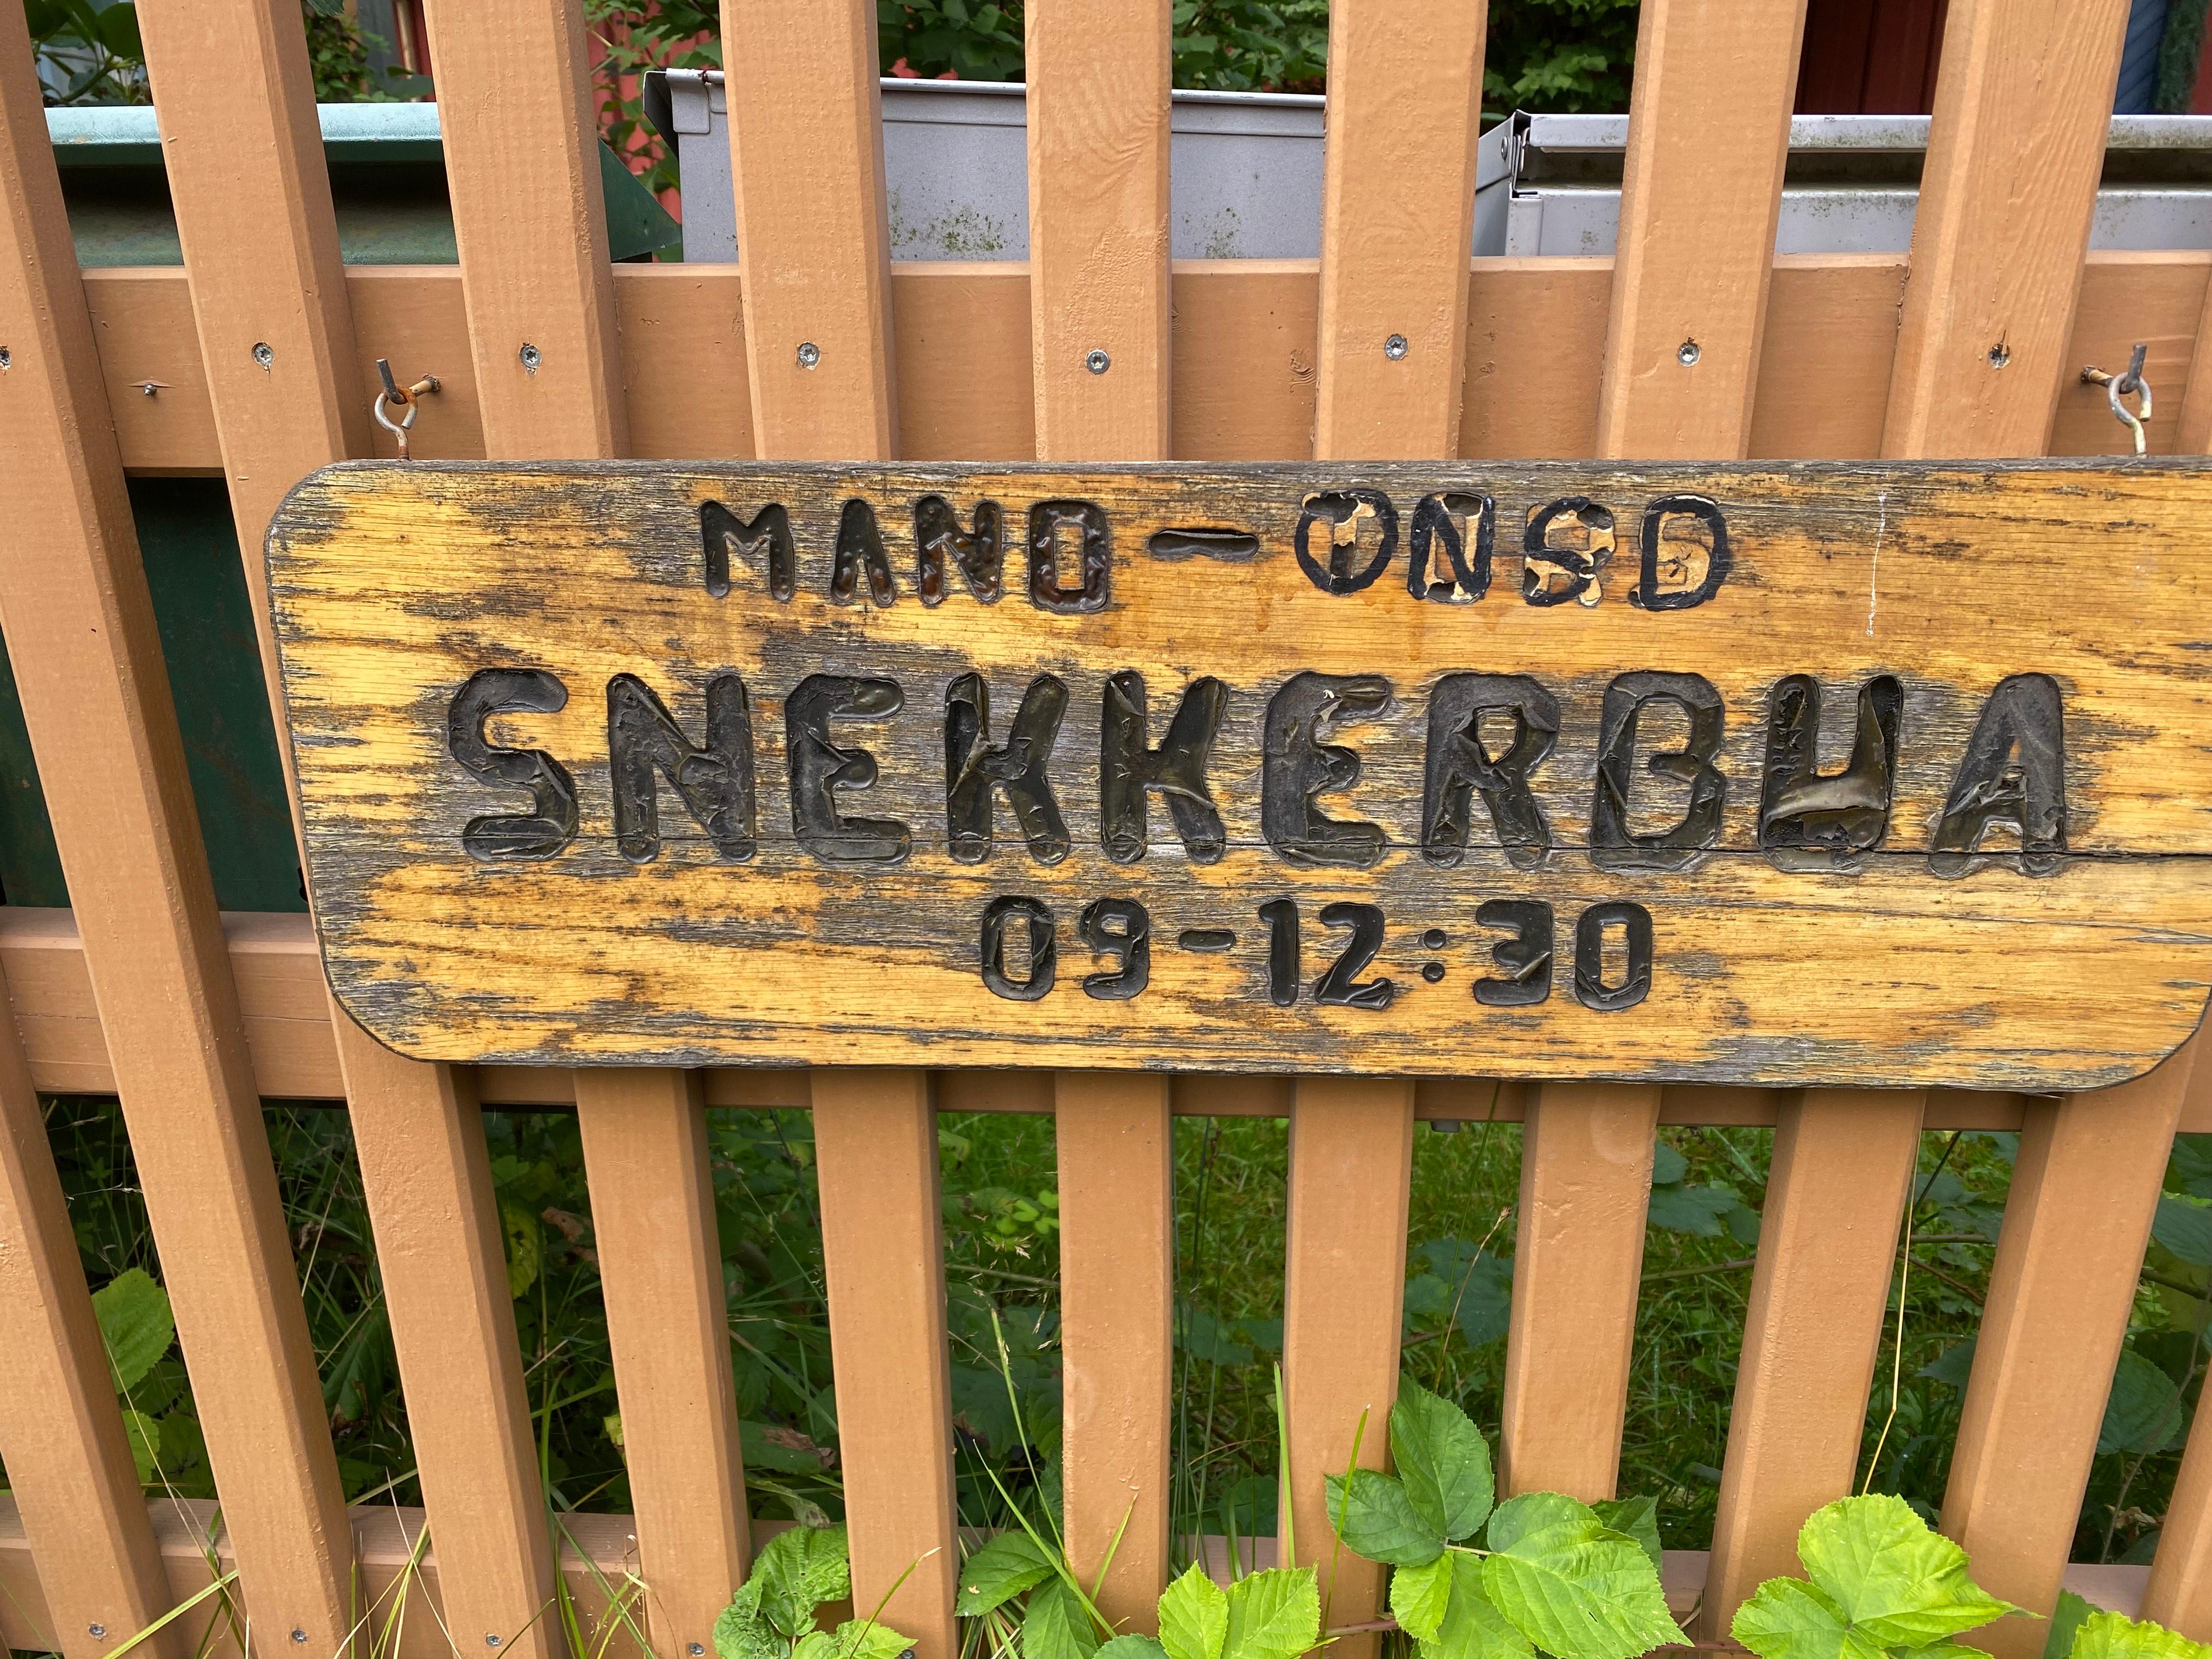 MAND - ONSD
SNEKKERBUA
09-12:30